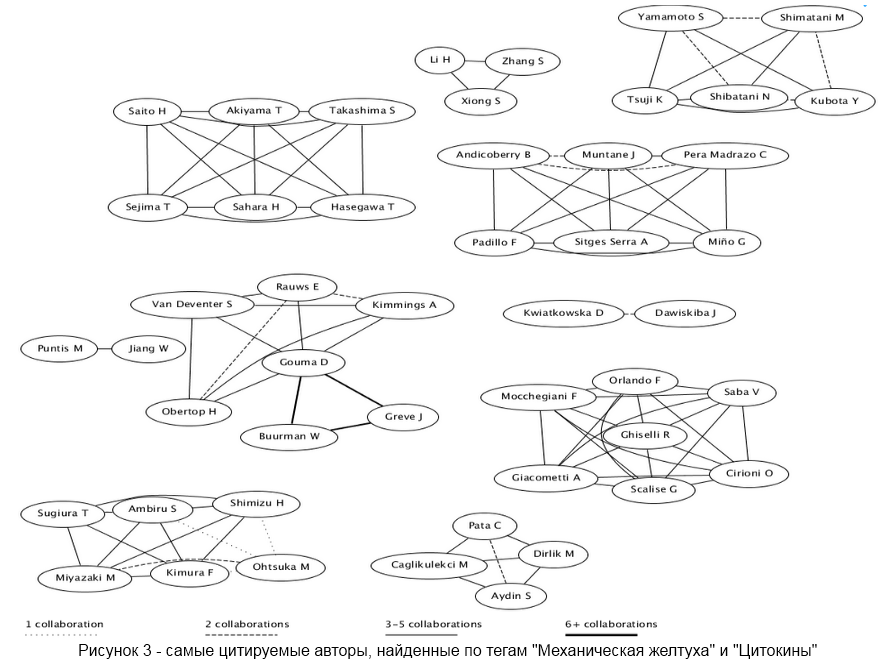 Yamamoto S
Shimatani M
Li H
Zhang S
Xiong S
Tsuji K
Shibatani N
Kubota Y
Saito H
Akiyama T
Takashima S
Andicoberry B
Muntane J
Pera Madrazo C
Sejima T
Sahara H
Hasegawa T
Padillo F
Sitges Serra A
Miño G
Rauws E
Van Deventer S
Kimmings A
Kwiatkowska D
Dawiskiba J
Puntis M
Jiang W
Gouma D
Obertop H
Greve J
Buurman W
Orlando F
Mocchegiani F
Saba V
Ghiselli R
Giacometti A
Cirioni O
Scalise G
Sugiura T
Ambiru S
Shimizu H
Miyazaki M
Kimura F
Ohtsuka M
Pata C
Caglikulekci M
Dirlik M
Aydin S
1 collaboration
2 collaborations
3-5 collaborations
6+ collaborations
Рисунок 3 - самые цитируемые авторы, найденные по тегам "Механическая желтуха" и "Цитокины"